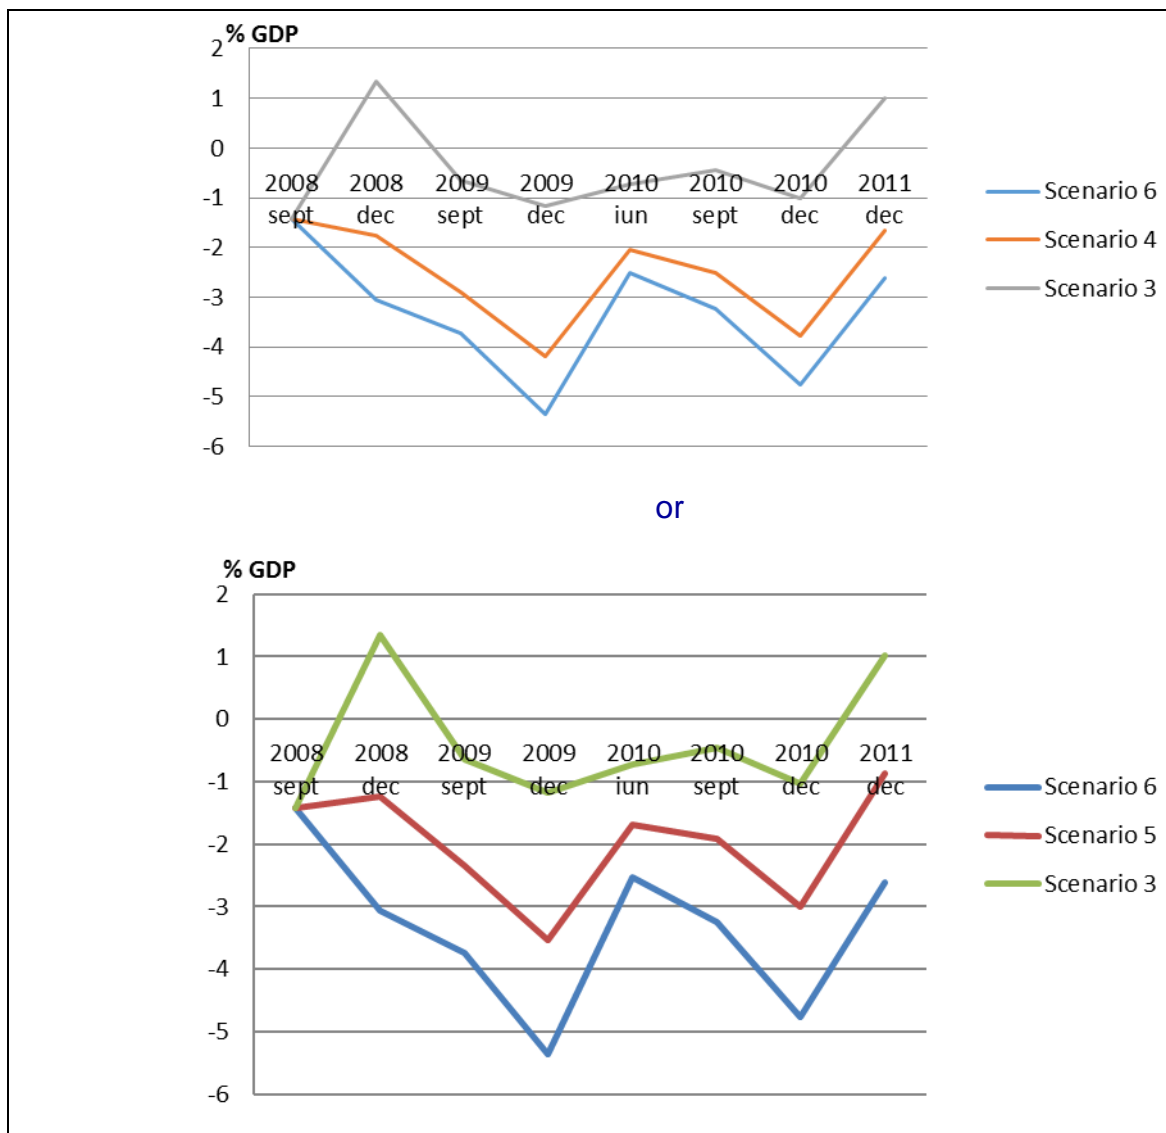 % GDP
2
1
0
-1
-2
-3
-4
-5
-6
2008 2008 2009 2009 2010 2010 2010 2011
sept dec sept dec iun sept dec dec
Scenario 6
Scenario 4
Scenario 3
or
% GDP
2
1
0
-1
-2
-3
-4
-5
-6
2008 2008 2009 2009 2010 2010 2010 2011
sept dec sept dec iun sept dec dec
Scenario 6
Scenario 5
Scenario 3